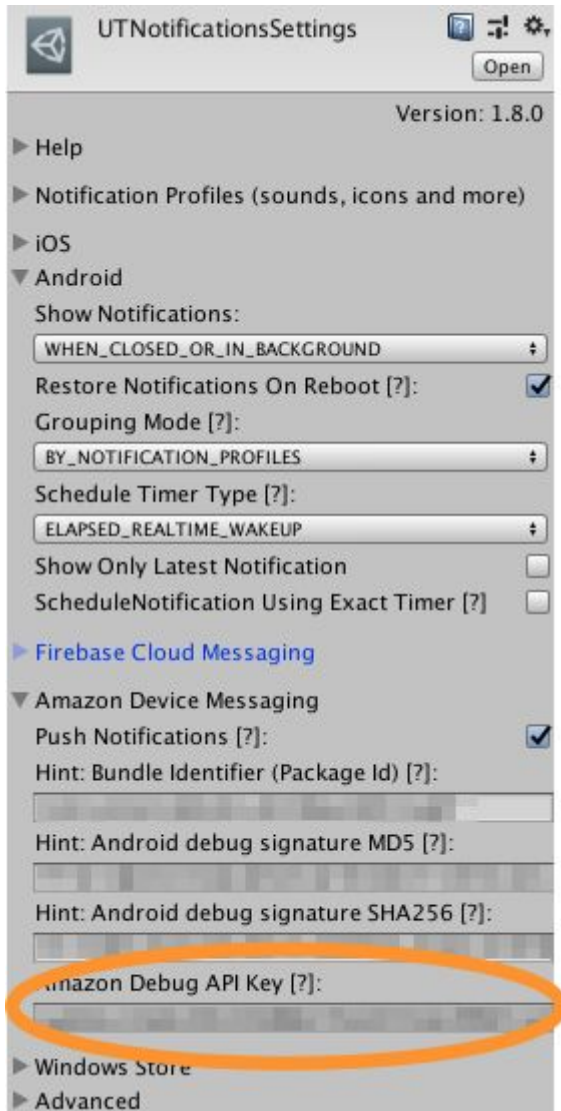 UTNotificationsSettings
Open
Version: 1.8.0
Help
Notification Profiles (sounds, icons and more)
iOS
Android
Show Notifications:
WHEN_CLOSED_OR_IN_BACKGROUND
Restore Notifications On Reboot [?]:
Grouping Mode [?]:
BY_NOTIFICATION_PROFILES
Schedule Timer Type [?]:
ELAPSED_REALTIME_WAKEUP
Show Only Latest Notification
ScheduleNotification Using Exact Timer [?]
Firebase Cloud Messaging
Amazon Device Messaging
Push Notifications [?]:
Hint: Bundle Identifier (Package Id) [?]:
Hint: Android debug signature MD5 [?]:
Hint: Android debug signature SHA256 [?]:
Amazon Debug API Key [?]:
Windows Store
Advanced